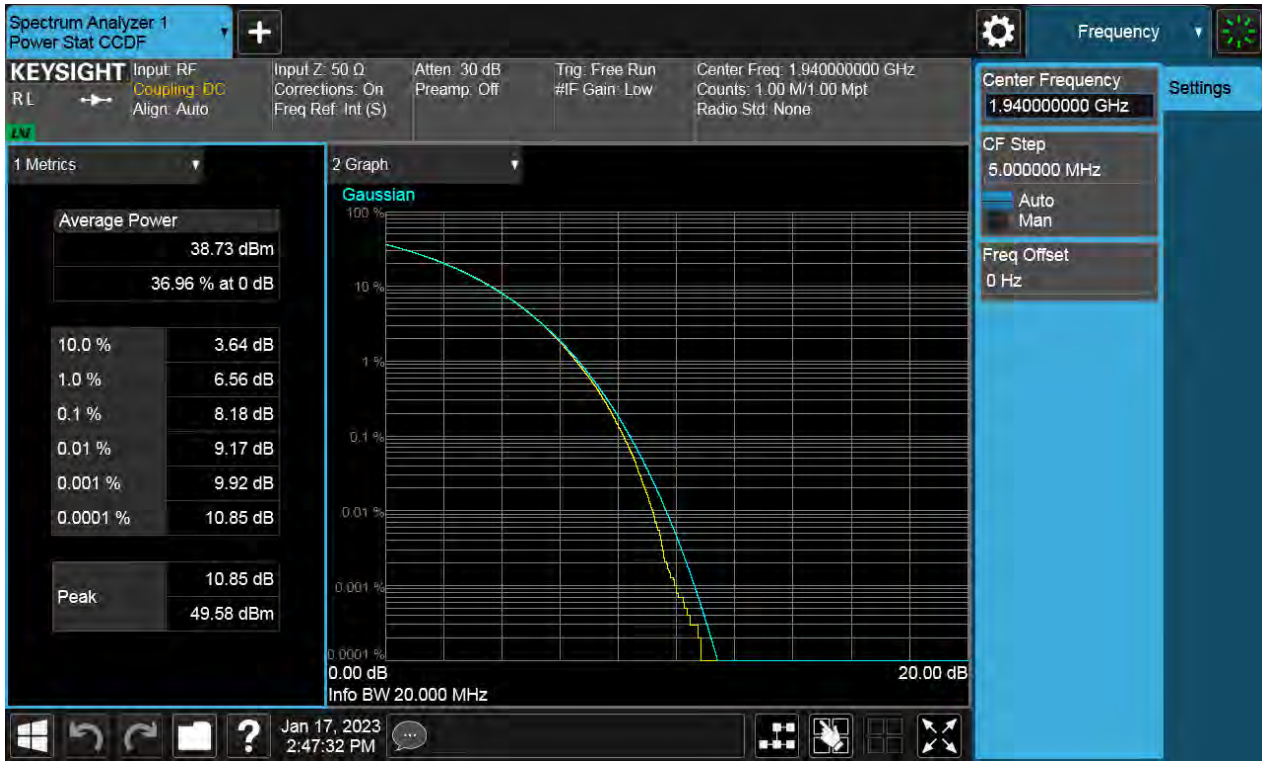 Spectrum Analyzer 1
Power Stat CCDF
+
Frequency
KEYSIGHT
RL
Input: RF
Coupling: DC
Align: Auto
Input Z: 50 Ω
Corrections: On
Freq Ref: Int (S)
Atten: 30 dB
Preamp: Off
Trig: Free Run
#IF Gain: Low
Center Freq: 1.940000000 GHz
Counts: 1.00 M/1.00 Mpt
Radio Std: None
Center Frequency
1.940000000 GHz
Settings
CF Step
5.000000 MHz
Auto
Man
Freq Offset
0 Hz
1 Metrics
Average Power
38.73 dBm
36.96 % at 0 dB
10.0 % 3.64 dB
1.0 % 6.56 dB
0.1 % 8.18 dB
0.01 % 9.17 dB
0.001 % 9.92 dB
0.0001 % 10.85 dB
Peak
10.85 dB
49.58 dBm
2 Graph
Gaussian
100 %
10 %
1 %
0.1 %
0.01 %
0.001 %
0.0001 %
0.00 dB
20.00 dB
Info BW 20.000 MHz
?
Jan 17, 2023
2:47:32 PM